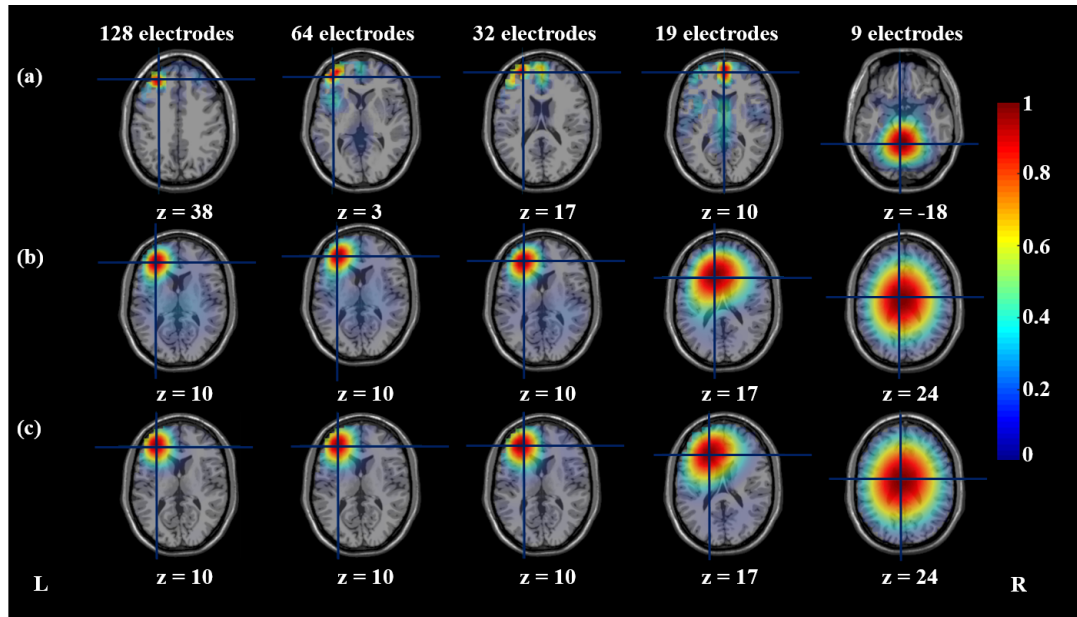 128 electrodes 64 electrodes 32 electrodes 19 electrodes 9 electrodes
(a)
z = 38 z = 3 z = 17 z = 10 z = -18
(b)
z = 10 z = 10 z = 10 z = 17 z = 24
(c)
z = 10 z = 10 z = 10 z = 17 z = 24
L R
1
0.8
0.6
0.4
0.2
0